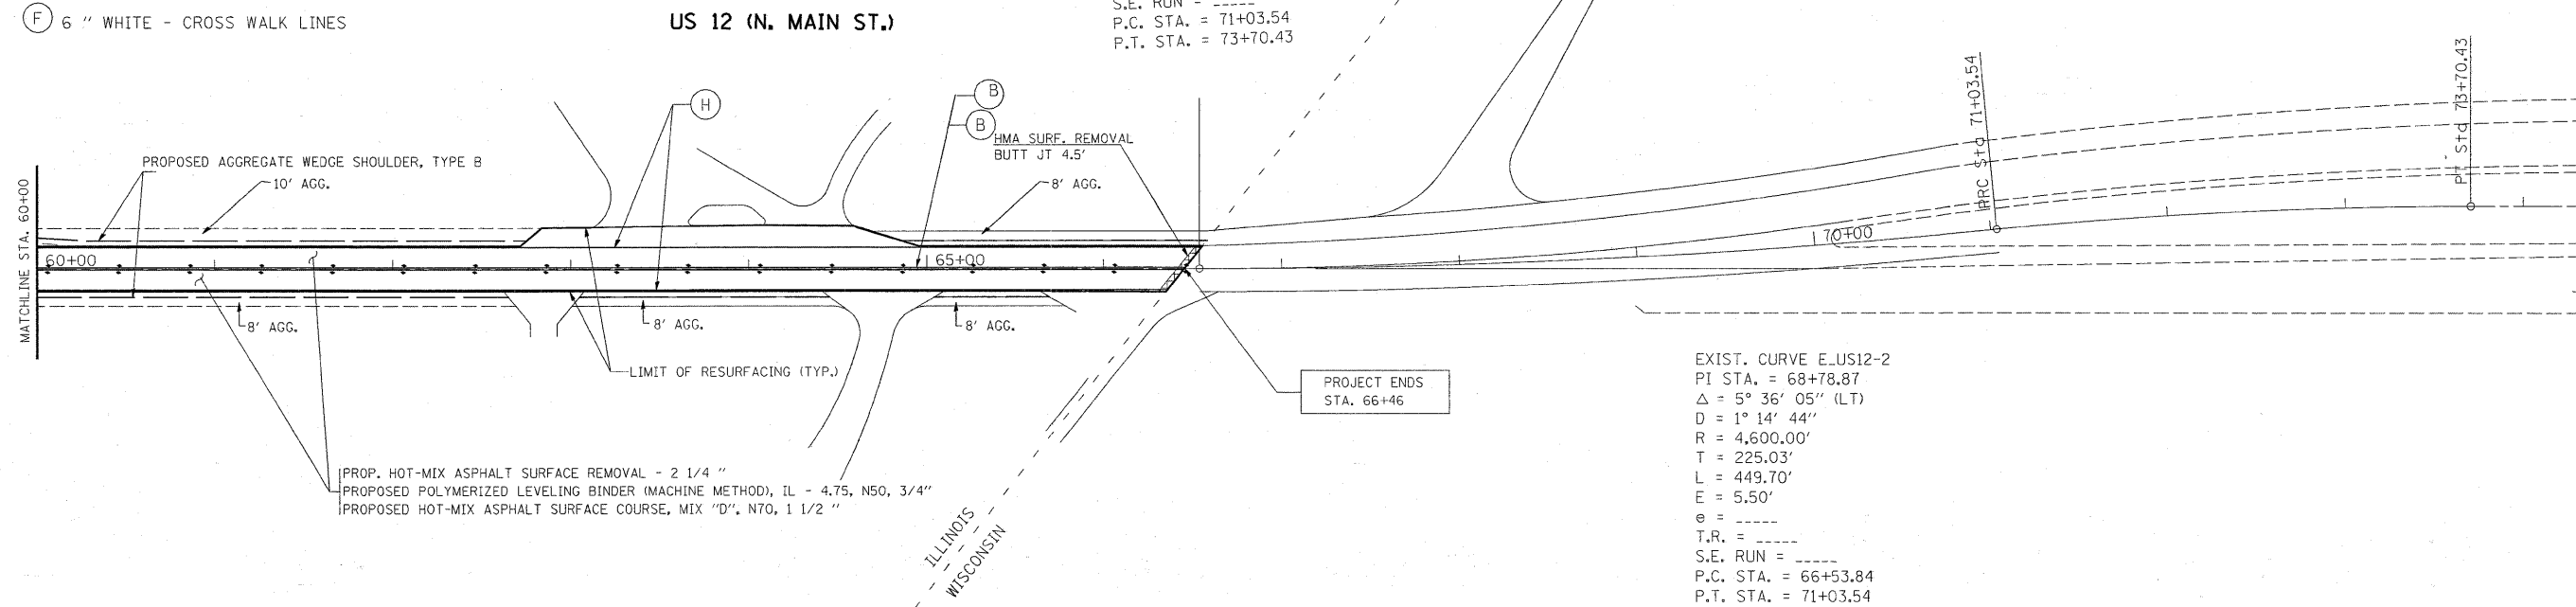 F 6 " WHITE - CROSS WALK LINES
US 12 (N. MAIN ST.)
S.E. RUN - _____
P.C. STA. = 71+03.54
P.T. STA. = 73+70.43
H
B
B
HMA SURF. REMOVAL
BUTT JT 4.5'
PROPOSED AGGREGATE WEDGE SHOULDER, TYPE B
10' AGG.
8' AGG.
MATCHLINE STA. 60+00
60+00
65+00
70+00
PRC Sta 71+03.54
PT Sta 73+70.43
8' AGG.
8' AGG.
8' AGG.
LIMIT OF RESURFACING (TYP.)
PROJECT ENDS
STA. 66+46
PROP. HOT-MIX ASPHALT SURFACE REMOVAL - 2 1/4 "
PROPOSED POLYMERIZED LEVELING BINDER (MACHINE METHOD), IL - 4.75, N50, 3/4"
PROPOSED HOT-MIX ASPHALT SURFACE COURSE, MIX "D", N70, 1 1/2 "
ILLINOIS
WISCONSIN
EXIST. CURVE E_US12-2
PI STA. = 68+78.87
Δ = 5° 36' 05" (LT)
D = 1° 14' 44"
R = 4,600.00'
T = 225.03'
L = 449.70'
E = 5.50'
e = _____
T.R. = _____
S.E. RUN = _____
P.C. STA. = 66+53.84
P.T. STA. = 71+03.54